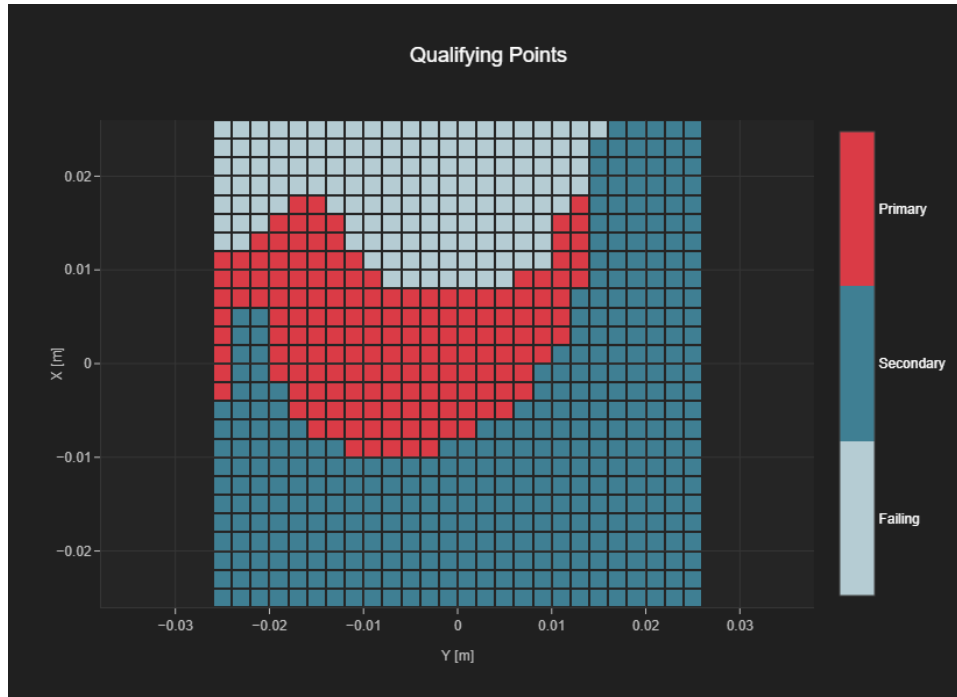 Qualifying Points
0.02
0.01
0
−0.01
−0.02
X [m]
−0.03
−0.02
−0.01
0
0.01
0.02
0.03
Y [m]
Primary
Secondary
Failing